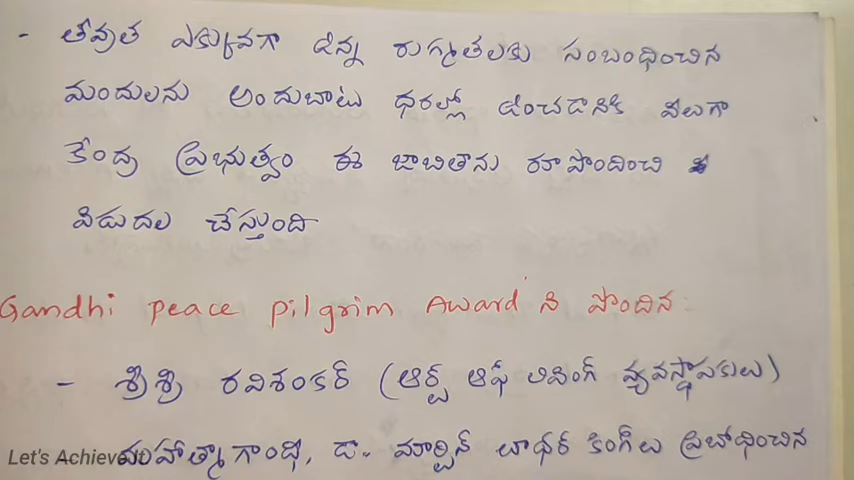 - తీవ్రత ఎక్కువగా ఉన్న రుగ్మతలకు సంబంధించిన
మందులను అందుబాటు ధరల్లో ఉంచడానికి వీలుగా
కేంద్ర ప్రభుత్వం ఈ జాబితాను రూపొందించి
విడుదల చేస్తుంది
Gandhi peace pilgrim Award ని పొందిన :
- శ్రీశ్రీ రవిశంకర్ (ఆర్ట్ ఆఫ్ లివింగ్ వ్యవస్థాపకులు)
మహాత్మా గాంధీ, డా. మార్టిన్ లూథర్ కింగ్‌లు ప్రబోధించిన
Let's Achieve It